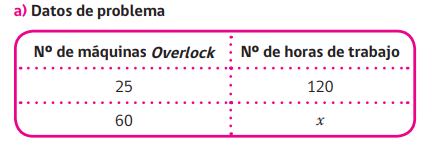 a) Datos de problema
Nº de máquinas Overlock Nº de horas de trabajo
25 120
60 x